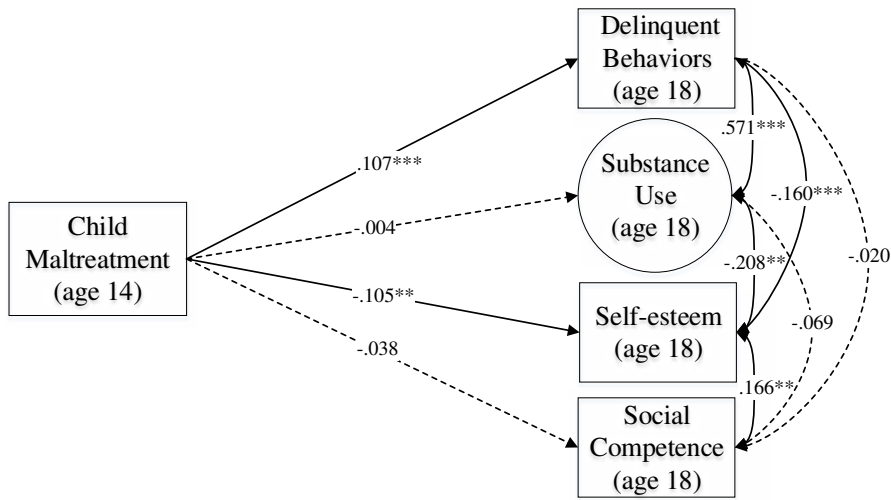 Delinquent
Behaviors
(age 18)
.571***
.107***
Substance
Use
(age 18)
-.160***
Child
Maltreatment
(age 14)
-.004
-.208**
-.020
-.105**
Self-esteem
(age 18)
-.069
-.038
.166**
Social
Competence
(age 18)